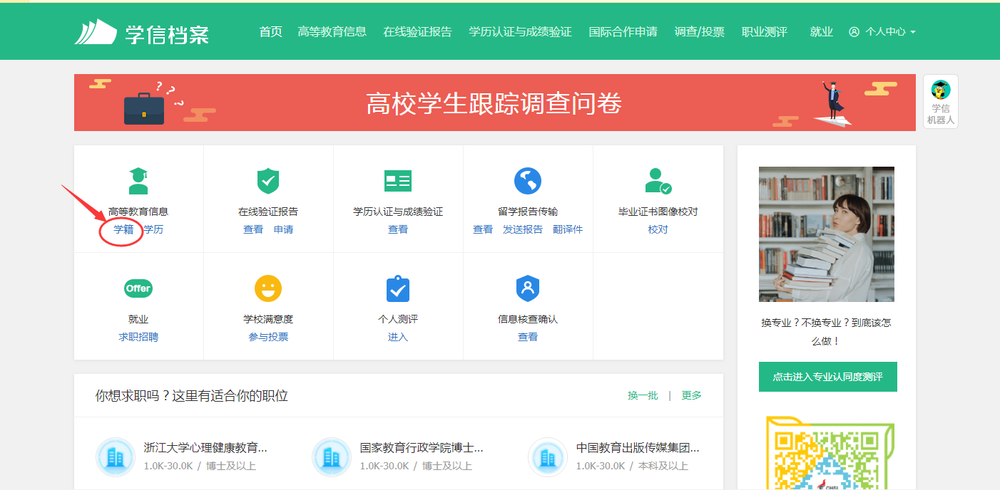 学信档案
首页 高等教育信息 在线验证报告 学历认证与成绩验证 国际合作申请 调查/投票 职业测评 就业 个人中心
高校学生跟踪调查问卷
学信
机器人
高等教育信息
学籍 学历
在线验证报告
查看 申请
学历认证与成绩验证
查看
留学报告传输
查看 发送报告 翻译件
毕业证书图像校对
校对
Offer
就业
求职招聘
学校满意度
参与投票
个人测评
进入
信息核查确认
查看
换专业？不换专业？到底该怎
么做！
点击进入专业认同度测评
你想求职吗？这里有适合你的职位
换一批 | 更多
浙江大学心理健康教育...
1.0K-30.0K / 博士及以上
国家教育行政学院博士...
1.0K-30.0K / 博士及以上
中国教育出版传媒集团...
1.0K-30.0K / 本科及以上